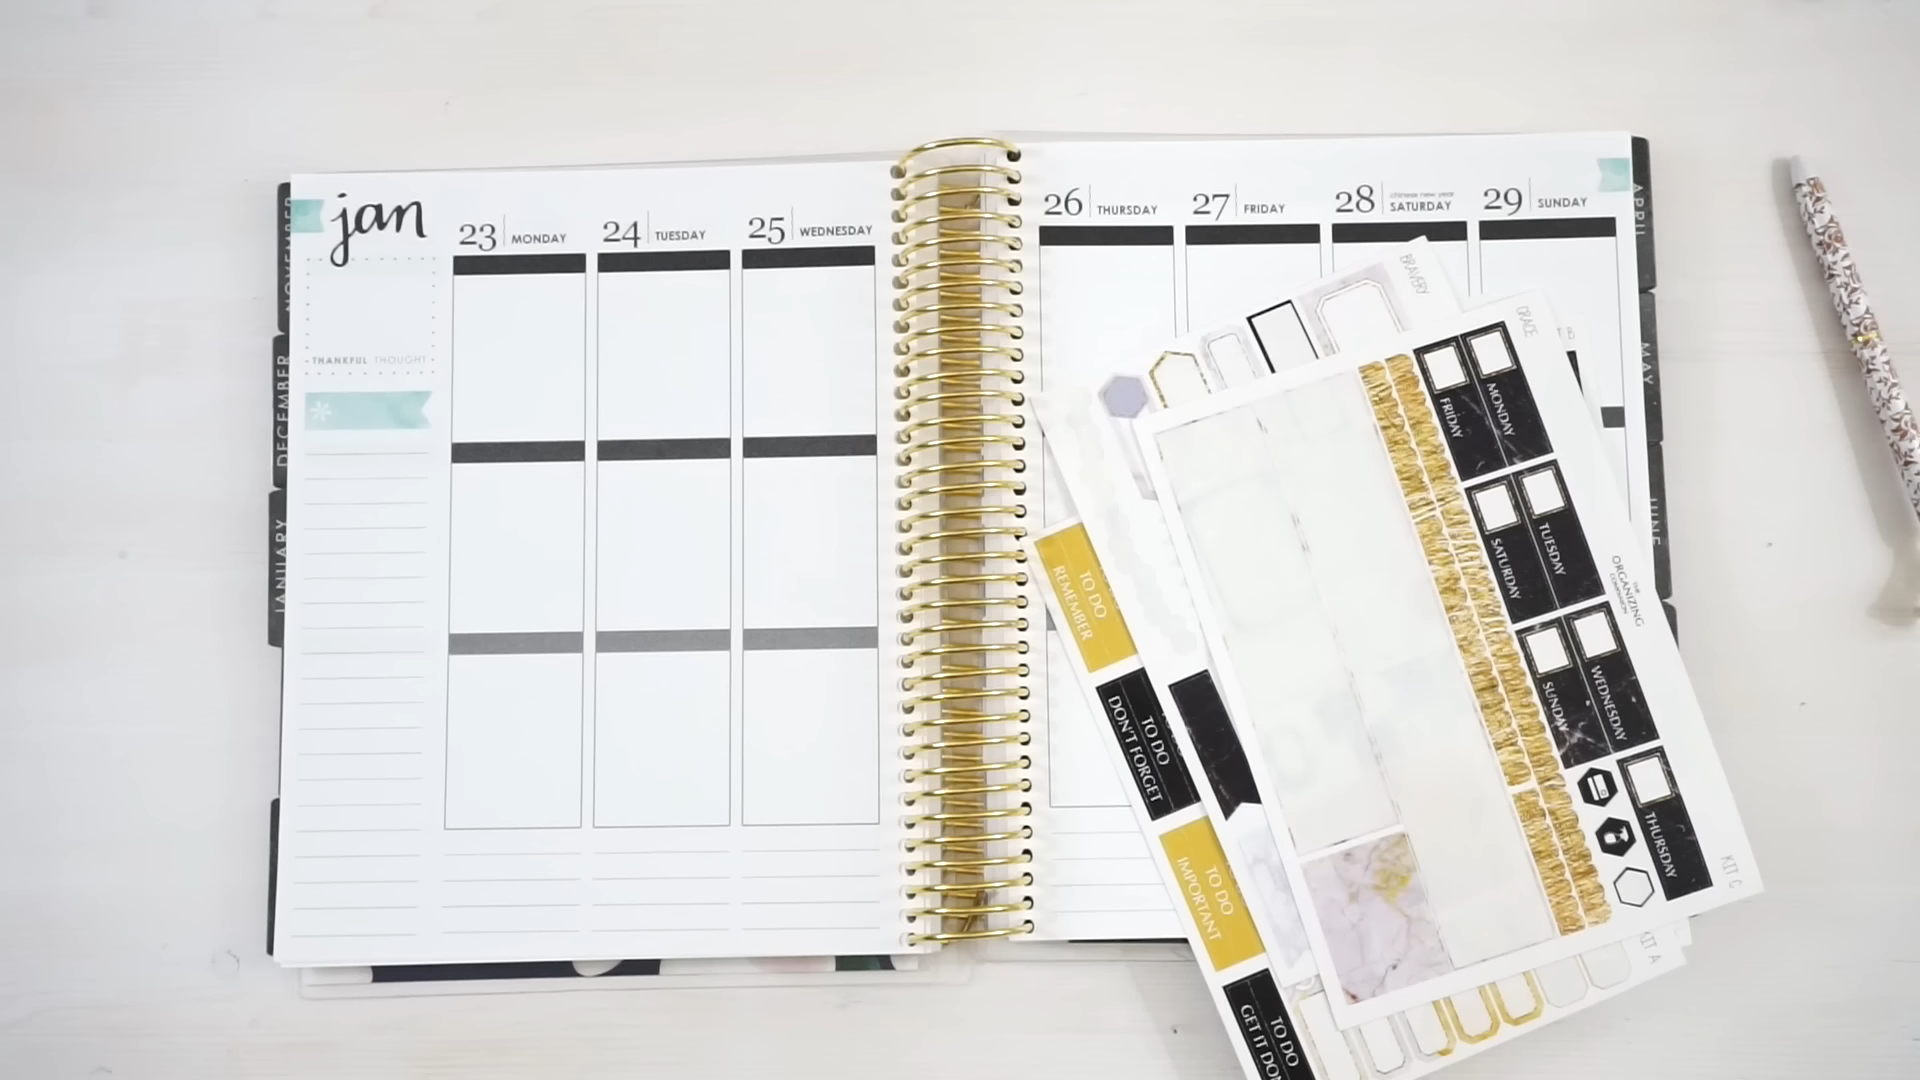 jan
23 MONDAY
24 TUESDAY
25 WEDNESDAY
26 THURSDAY
27 FRIDAY
28 chinese new year SATURDAY
29 SUNDAY
THANKFUL THOUGHT
NOVEMBER
DECEMBER
JANUARY
APRIL
MAY
JUNE
BRAVERY
GRACE
MONDAY
FRIDAY
TUESDAY
SATURDAY
WEDNESDAY
SUNDAY
THURSDAY
THE
ORGANIZING
COMPANION
KIT C
KIT A
TO DO
REMEMBER
TO DO
DON'T FORGET
TO DO
IMPORTANT
TO DO
GET IT DON